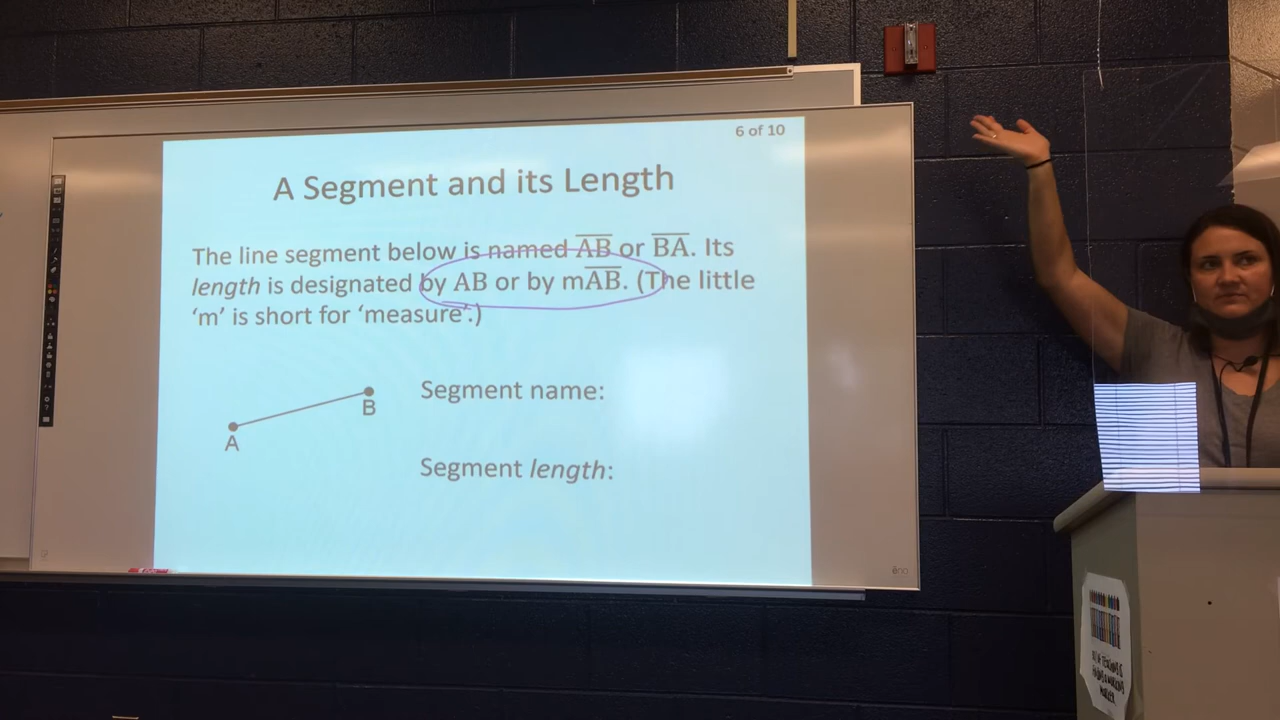 6 of 10
A Segment and its Length
The line segment below is named A̅B̅ or B̅A̅. Its
length is designated by AB or by mA̅B̅. (The little
‘m’ is short for ‘measure’.)
Segment name:
B
A
Segment length:
ēno